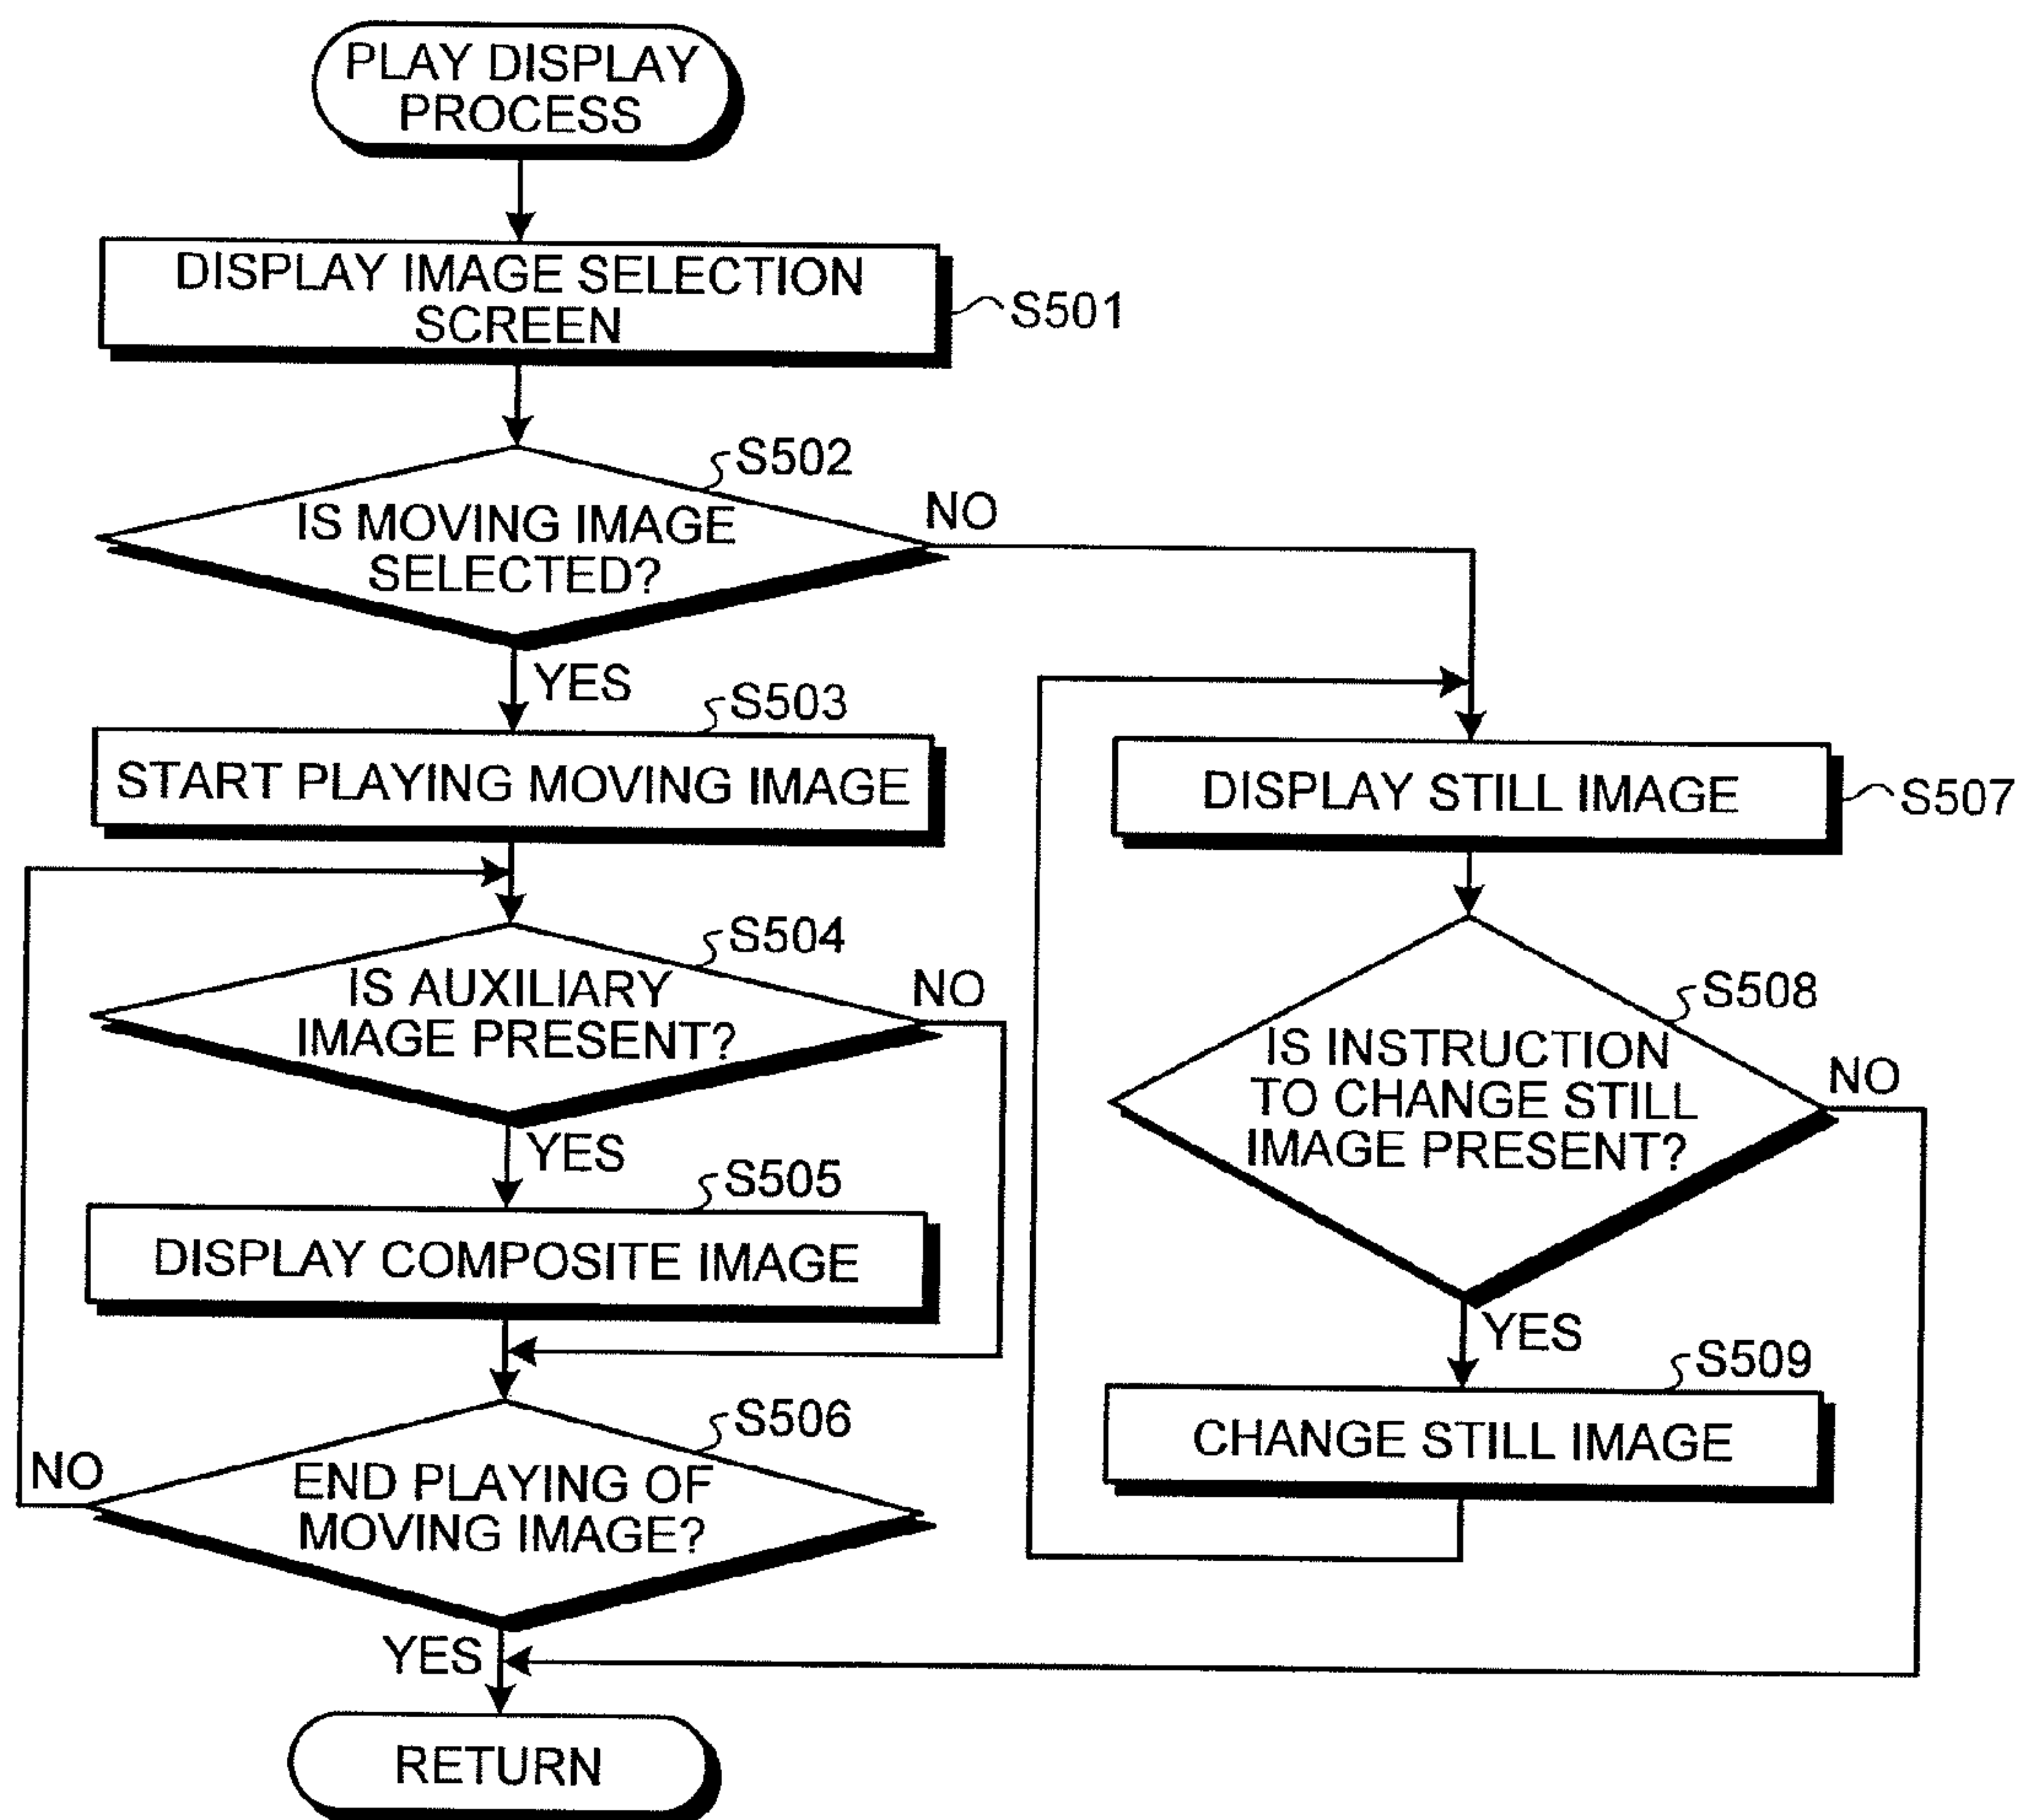 PLAY DISPLAY
PROCESS
DISPLAY IMAGE SELECTION
SCREEN
S501
S502
IS MOVING IMAGE
SELECTED?
NO
YES
S503
START PLAYING MOVING IMAGE
S504
IS AUXILIARY
IMAGE PRESENT?
NO
YES
S505
DISPLAY COMPOSITE IMAGE
S506
END PLAYING OF
MOVING IMAGE?
NO
YES
DISPLAY STILL IMAGE
S507
S508
IS INSTRUCTION
TO CHANGE STILL
IMAGE PRESENT?
NO
YES
S509
CHANGE STILL IMAGE
RETURN